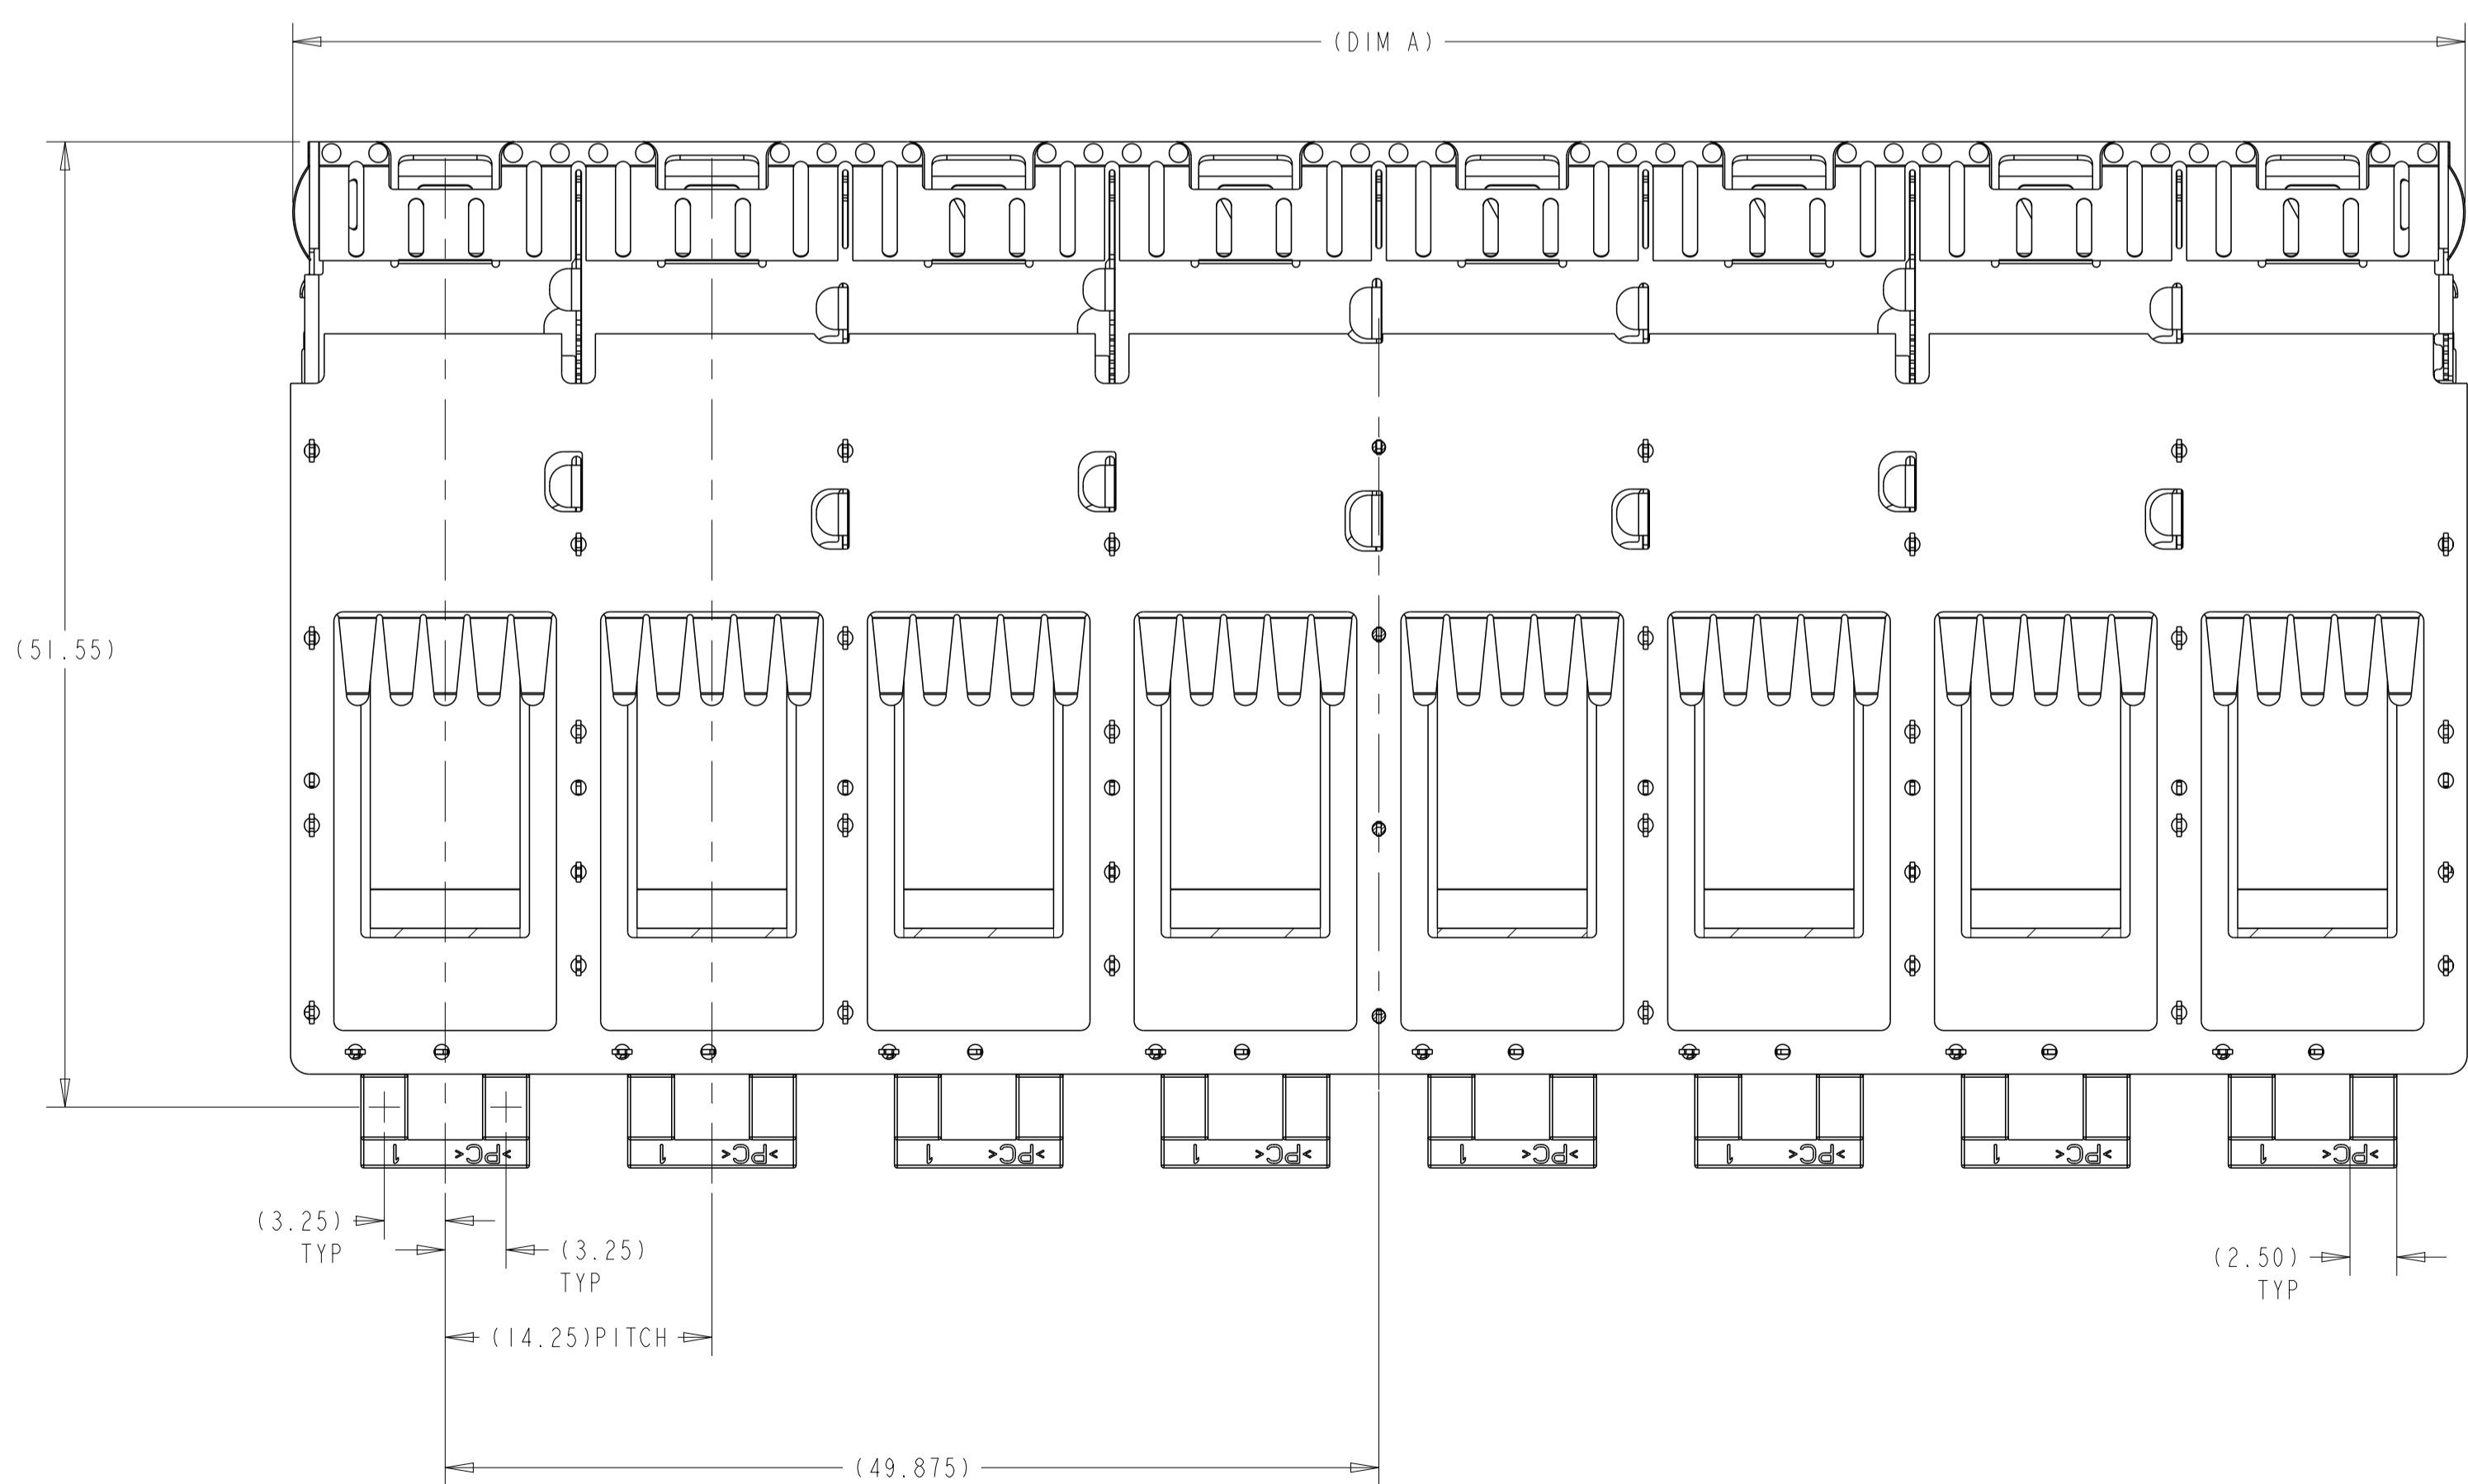 (DIM A)
(51.55)
1 >PC<
1 >PC<
1 >PC<
1 >PC<
1 >PC<
1 >PC<
1 >PC<
1 >PC<
(3.25)
TYP
(3.25)
TYP
(2.50)
TYP
(14.25)PITCH
(49.875)